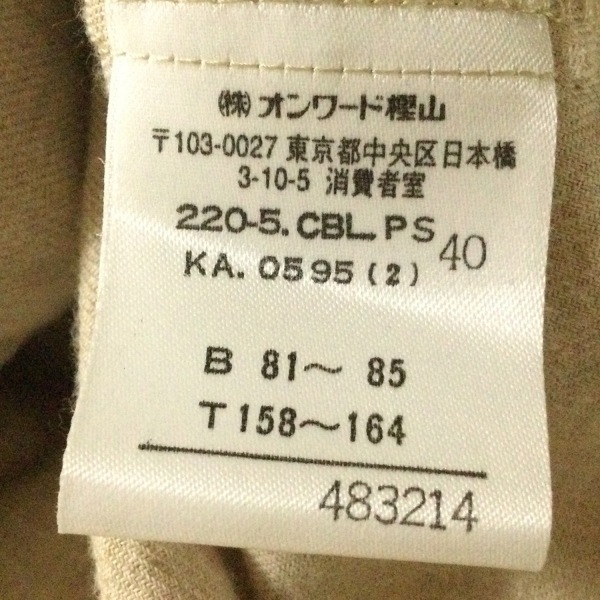 ㈱オンワード樫山
〒103-0027 東京都中央区日本橋
3-10-5 消費者室
220-5.CBL.PS 40
KA.0595(2)
B 81〜 85
T 158〜164
483214